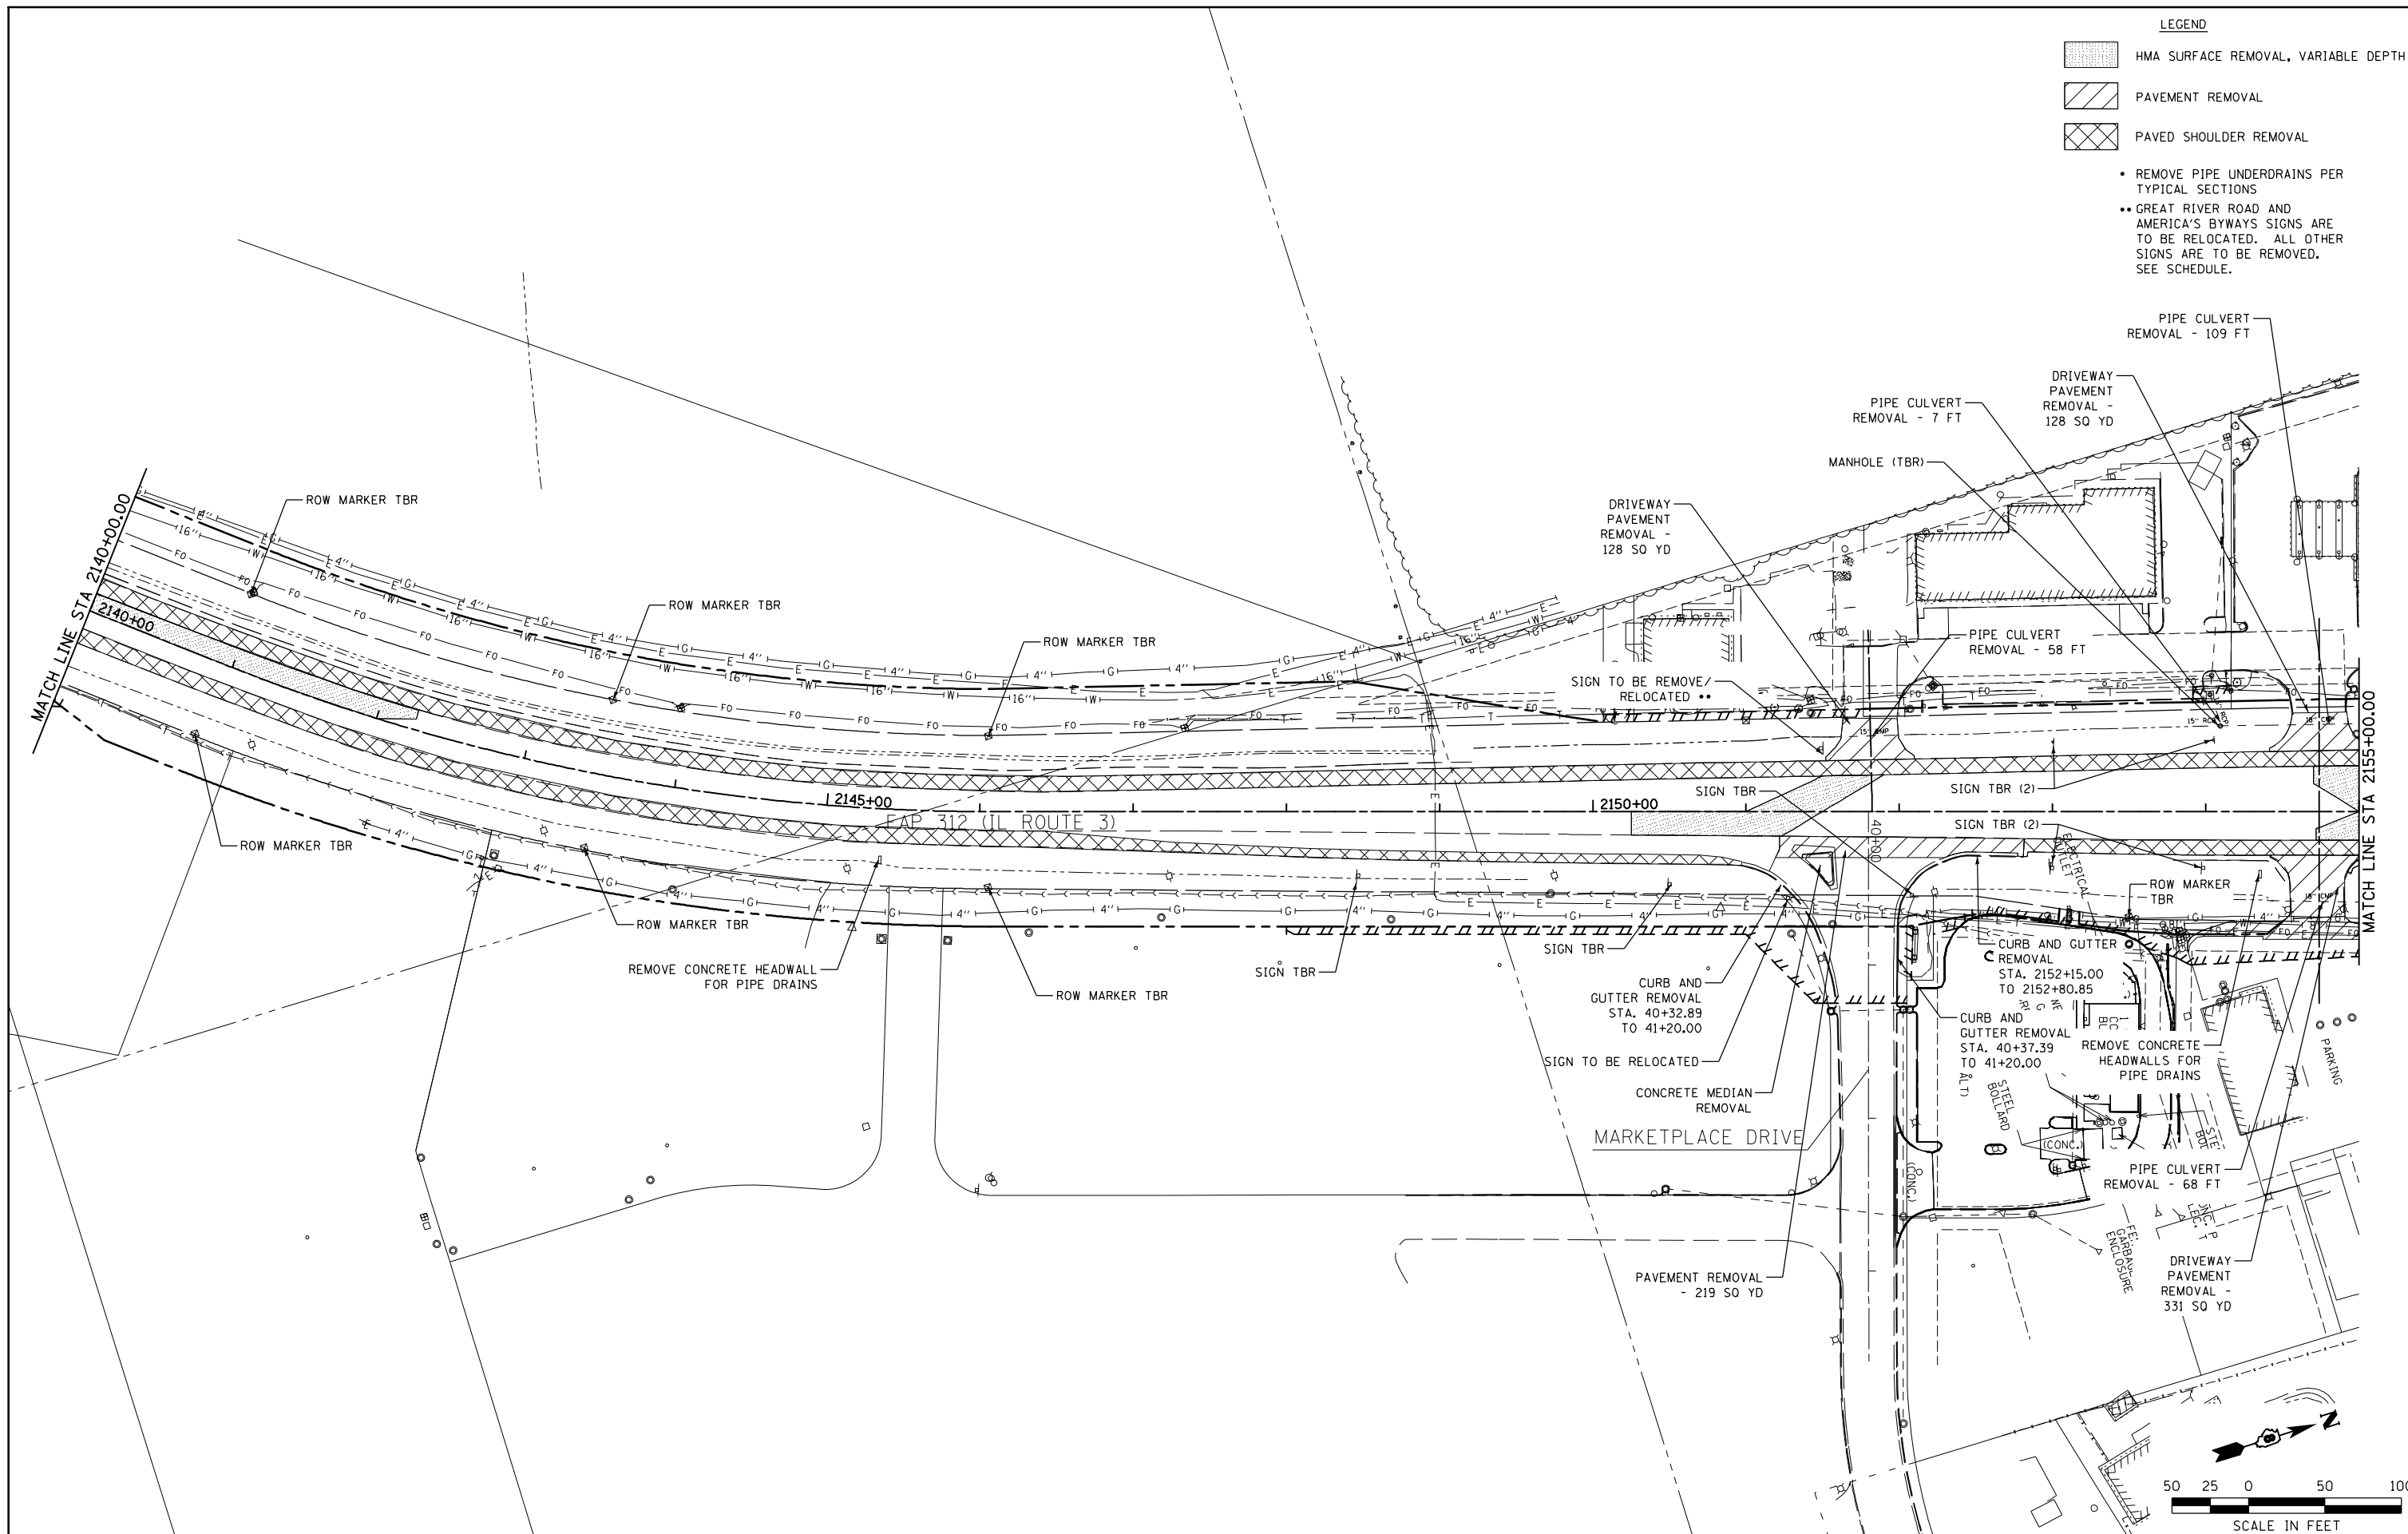 LEGEND
HMA SURFACE REMOVAL, VARIABLE DEPTH
PAVEMENT REMOVAL
PAVED SHOULDER REMOVAL
• REMOVE PIPE UNDERDRAINS PER
TYPICAL SECTIONS
•• GREAT RIVER ROAD AND
AMERICA'S BYWAYS SIGNS ARE
TO BE RELOCATED. ALL OTHER
SIGNS ARE TO BE REMOVED.
SEE SCHEDULE.
PIPE CULVERT
REMOVAL - 109 FT
DRIVEWAY
PAVEMENT
REMOVAL -
128 SQ YD
PIPE CULVERT
REMOVAL - 7 FT
MANHOLE (TBR)
DRIVEWAY
PAVEMENT
REMOVAL -
128 SQ YD
PIPE CULVERT
REMOVAL - 58 FT
SIGN TO BE REMOVE/
RELOCATED ••
MATCH LINE STA 2140+00.00
2140+00
ROW MARKER TBR
ROW MARKER TBR
ROW MARKER TBR
ROW MARKER TBR
ROW MARKER TBR
ROW MARKER TBR
REMOVE CONCRETE HEADWALL
FOR PIPE DRAINS
2145+00
FAP 312 (IL ROUTE 3)
2150+00
40+00
SIGN TBR
SIGN TBR
SIGN TBR
SIGN TBR (2)
SIGN TBR (2)
ELECTRICAL
OUTLET
ROW MARKER
TBR
MATCH LINE STA 2155+00.00
CURB AND
GUTTER REMOVAL
STA. 40+32.89
TO 41+20.00
SIGN TO BE RELOCATED
CONCRETE MEDIAN
REMOVAL
MARKETPLACE DRIVE
PAVEMENT REMOVAL
- 219 SQ YD
CURB AND GUTTER
REMOVAL
STA. 2152+15.00
TO 2152+80.85
CURB AND
GUTTER REMOVAL
STA. 40+37.39
TO 41+20.00
REMOVE CONCRETE
HEADWALLS FOR
PIPE DRAINS
PARKING
STEEL
BOLLARD
(CONC.)
(CONC.)
PIPE CULVERT
REMOVAL - 68 FT
GARBAGE
ENCLOSURE
DRIVEWAY
PAVEMENT
REMOVAL -
331 SQ YD
N
50 25 0 50 100
SCALE IN FEET